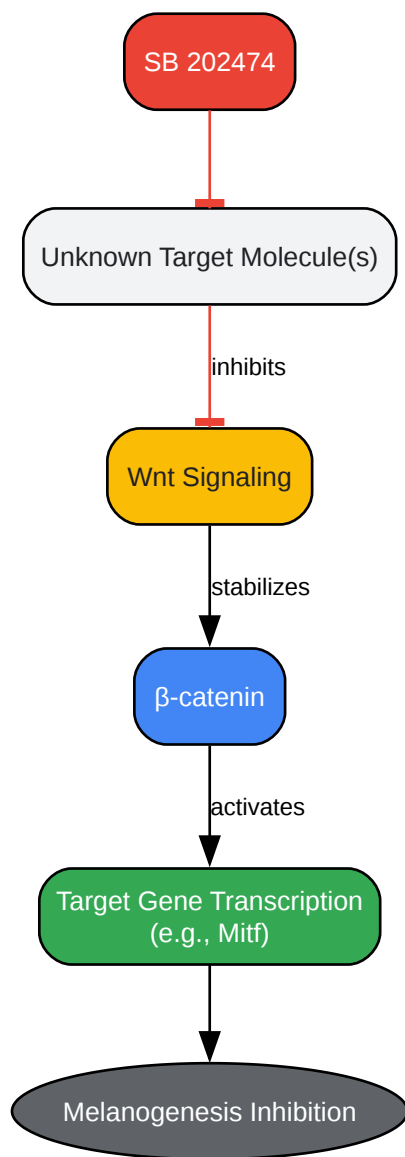 SB 202474
Unknown Target Molecule(s)
inhibits
Wnt Signaling
stabilizes
β-catenin
activates
Target Gene Transcription
(e.g., Mitf)
Melanogenesis Inhibition